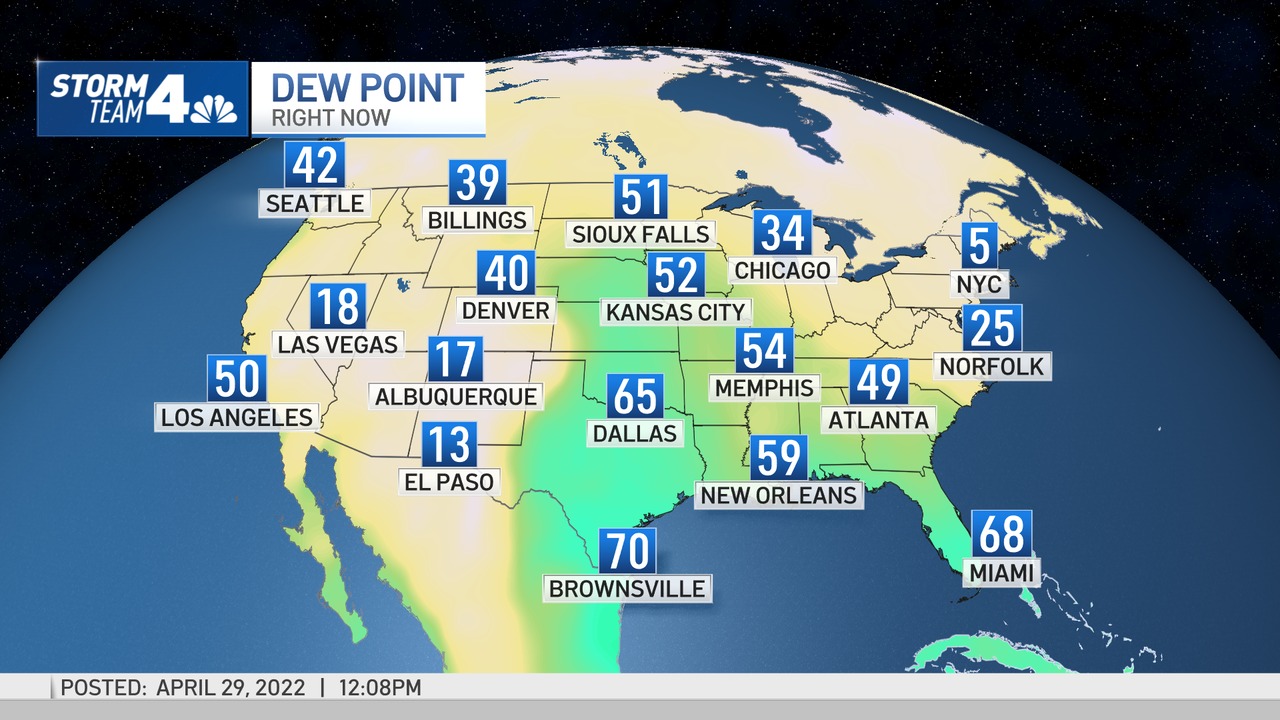 STORM
TEAM 4
DEW POINT
RIGHT NOW
42
SEATTLE
39
BILLINGS
51
SIOUX FALLS
34
CHICAGO
5
NYC
40
DENVER
52
KANSAS CITY
18
LAS VEGAS
25
NORFOLK
17
ALBUQUERQUE
54
MEMPHIS
50
LOS ANGELES
65
DALLAS
49
ATLANTA
13
EL PASO
59
NEW ORLEANS
70
BROWNSVILLE
68
MIAMI
POSTED: APRIL 29, 2022 | 12:08PM